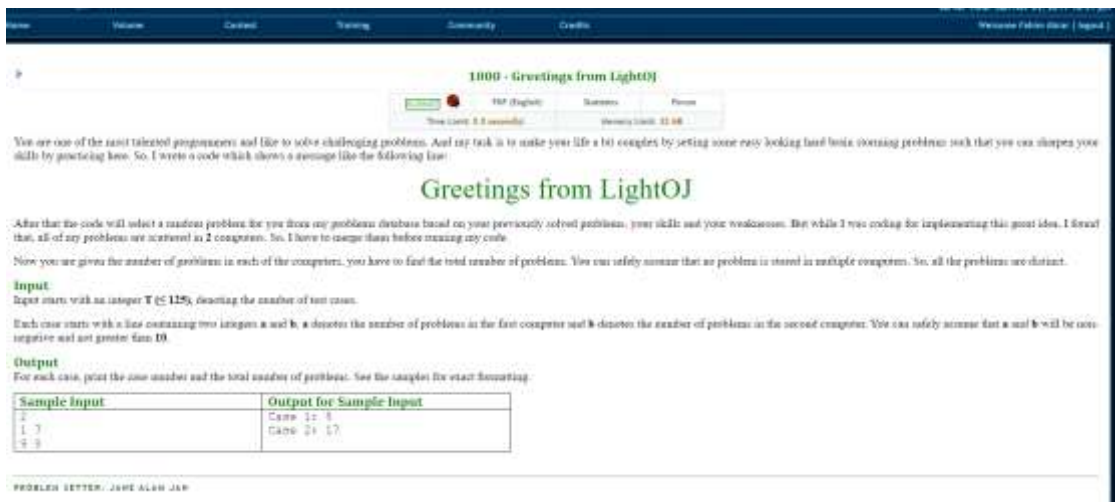 Home Volume Contest Training Community Credits
1000 - Greetings from LightOJ
PDF (English) Statistics Forum
Time Limit: Memory Limit: 32 MB
You are one of the most talented programmers and like to solve challenging problems. And my task is to make your life a bit complex by setting some easy looking hard brain storming problems such that you can sharpen your
skills by practicing here. So, I wrote a code which shows a message like the following line:
Greetings from LightOJ
After that the code will select a random problem for you from my problems database based on your previously solved problems, your skills and your weaknesses. But while I was coding for implementing this great idea, I found
that, all of my problems are scattered in 2 computers. So, I have to merge them before running my code.
Now you are given the number of problems in each of the computers, you have to find the total number of problems. You can safely assume that no problem is stored in multiple computers. So, all the problems are distinct.
Input
Input starts with an integer T (≤ 125), denoting the number of test cases.
Each case starts with a line containing two integers a and b, a denotes the number of problems in the first computer and b denotes the number of problems in the second computer. You can safely assume that a and b will be non-
negative and not greater than 10.
Output
For each case, print the case number and the total number of problems. See the samples for exact formatting.
Sample Input Output for Sample Input
2 Case 1: 8
1 7 Case 2: 17
PROBLEM SETTER: JANE ALAM JAN